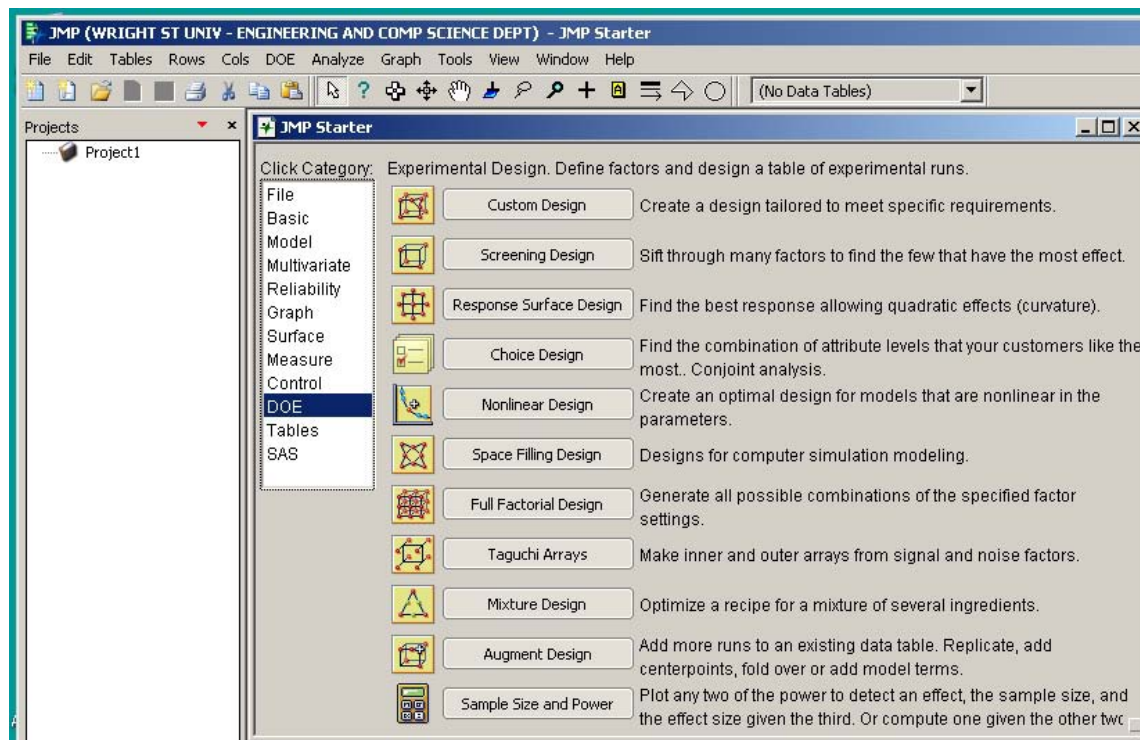 JMP (WRIGHT ST UNIV - ENGINEERING AND COMP SCIENCE DEPT) - JMP Starter
File Edit Tables Rows Cols DOE Analyze Graph Tools View Window Help
(No Data Tables)
Projects
Project1
JMP Starter
Click Category:
File
Basic
Model
Multivariate
Reliability
Graph
Surface
Measure
Control
DOE
Tables
SAS
Experimental Design. Define factors and design a table of experimental runs.
Custom Design
Create a design tailored to meet specific requirements.
Screening Design
Sift through many factors to find the few that have the most effect.
Response Surface Design
Find the best response allowing quadratic effects (curvature).
Choice Design
Find the combination of attribute levels that your customers like the
most.. Conjoint analysis.
Nonlinear Design
Create an optimal design for models that are nonlinear in the
parameters.
Space Filling Design
Designs for computer simulation modeling.
Full Factorial Design
Generate all possible combinations of the specified factor
settings.
Taguchi Arrays
Make inner and outer arrays from signal and noise factors.
Mixture Design
Optimize a recipe for a mixture of several ingredients.
Augment Design
Add more runs to an existing data table. Replicate, add
centerpoints, fold over or add model terms.
Sample Size and Power
Plot any two of the power to detect an effect, the sample size, and
the effect size given the third. Or compute one given the other two